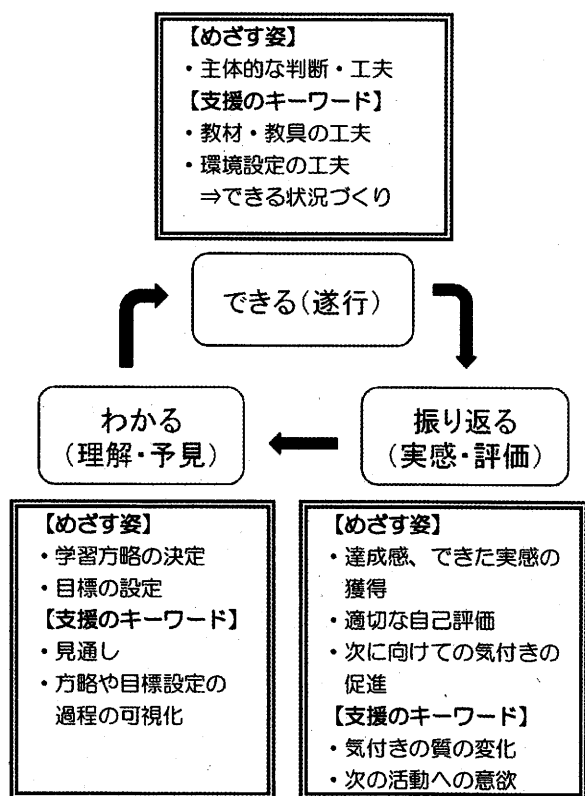 【めざす姿】
・主体的な判断・工夫
【支援のキーワード】
・教材・教具の工夫
・環境設定の工夫
⇒できる状況づくり
できる(遂行)
わかる
(理解・予見)
振り返る
(実感・評価)
【めざす姿】
・学習方略の決定
・目標の設定
【支援のキーワード】
・見通し
・方略や目標設定の
過程の可視化
【めざす姿】
・達成感、できた実感の
獲得
・適切な自己評価
・次に向けての気付きの
促進
【支援のキーワード】
・気付きの質の変化
・次の活動への意欲